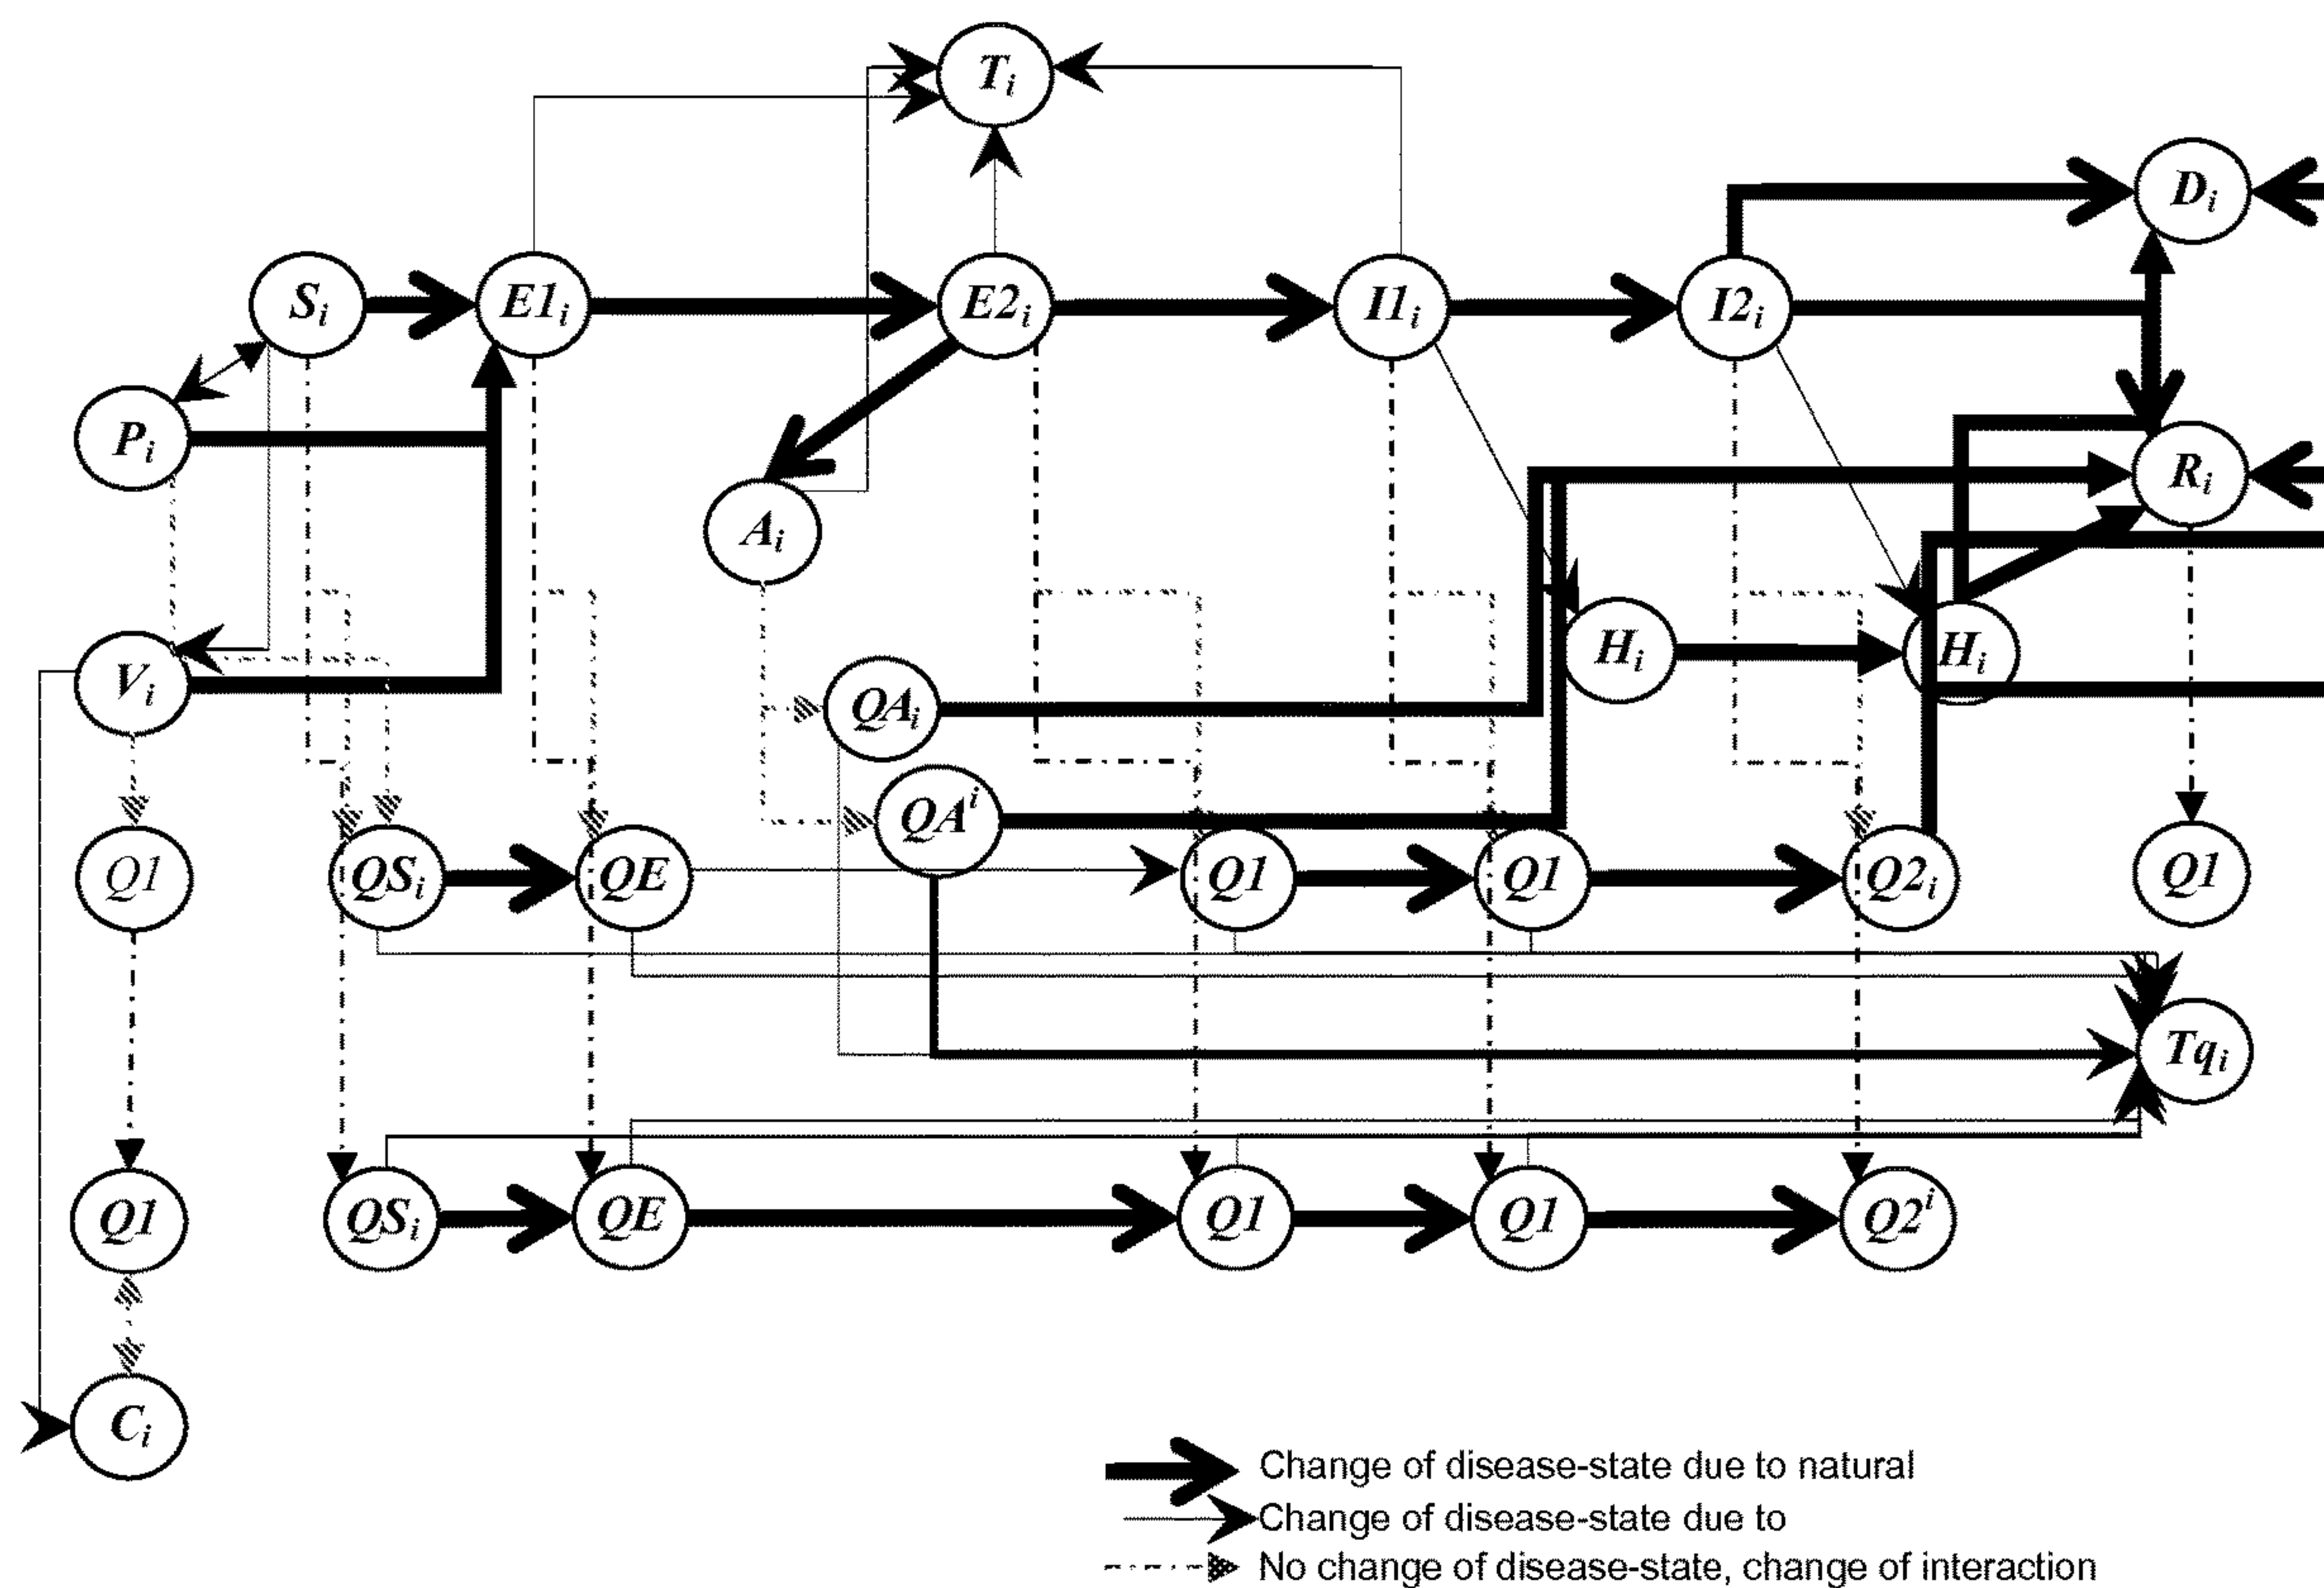 Ti
Di
Si
E1i
E2i
I1i
I2i
Pi
Ri
Ai
Hi
Hi
Vi
QAi
QAi
Q1
QSi
QE
Q1
Q1
Q2i
Q1
Tqi
Q1
QSi
QE
Q1
Q1
Q2i
Ci
Change of disease-state due to natural
Change of disease-state due to
No change of disease-state, change of interaction